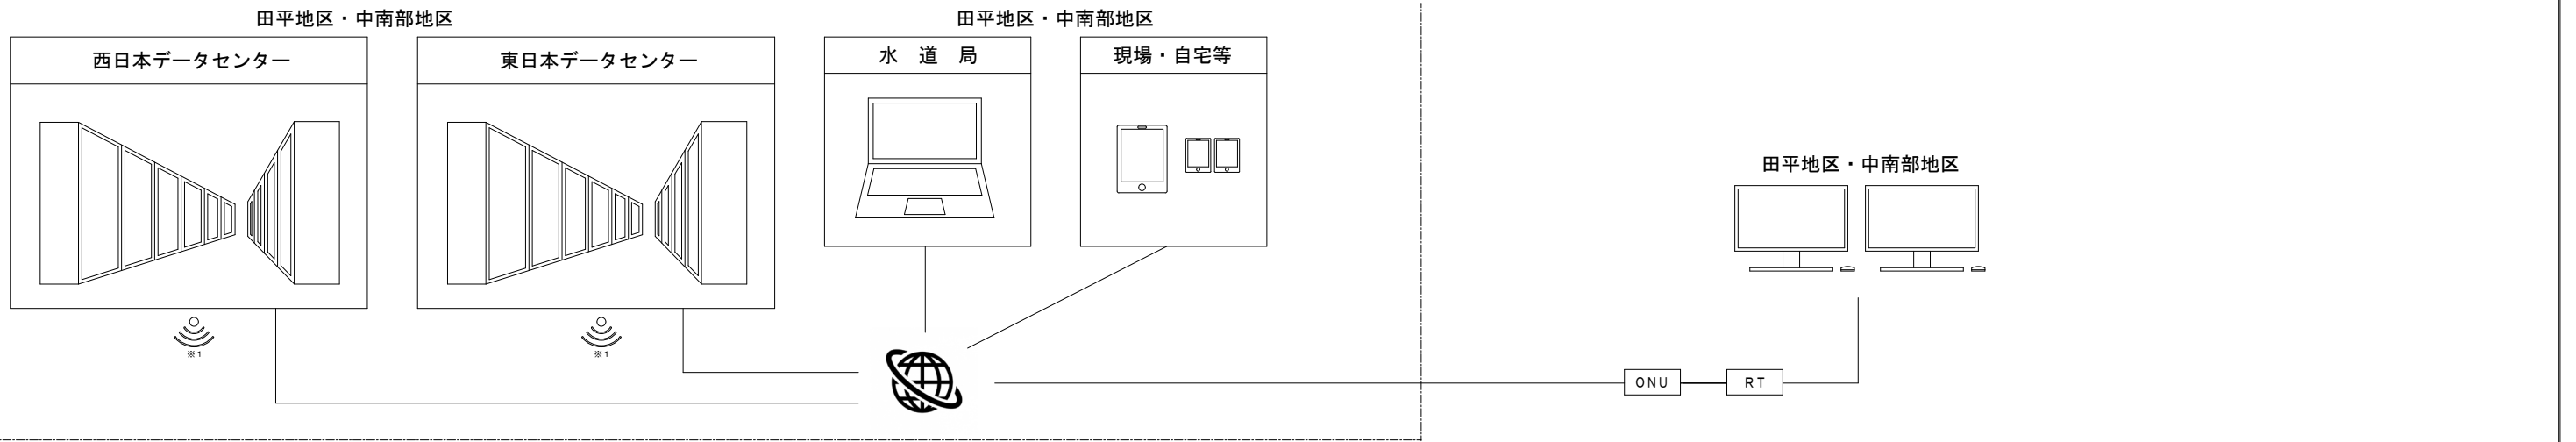 田平地区・中南部地区
田平地区・中南部地区
西日本データセンター
東日本データセンター
水 道 局
現場・自宅等
田平地区・中南部地区
※1
※1
ONU
RT